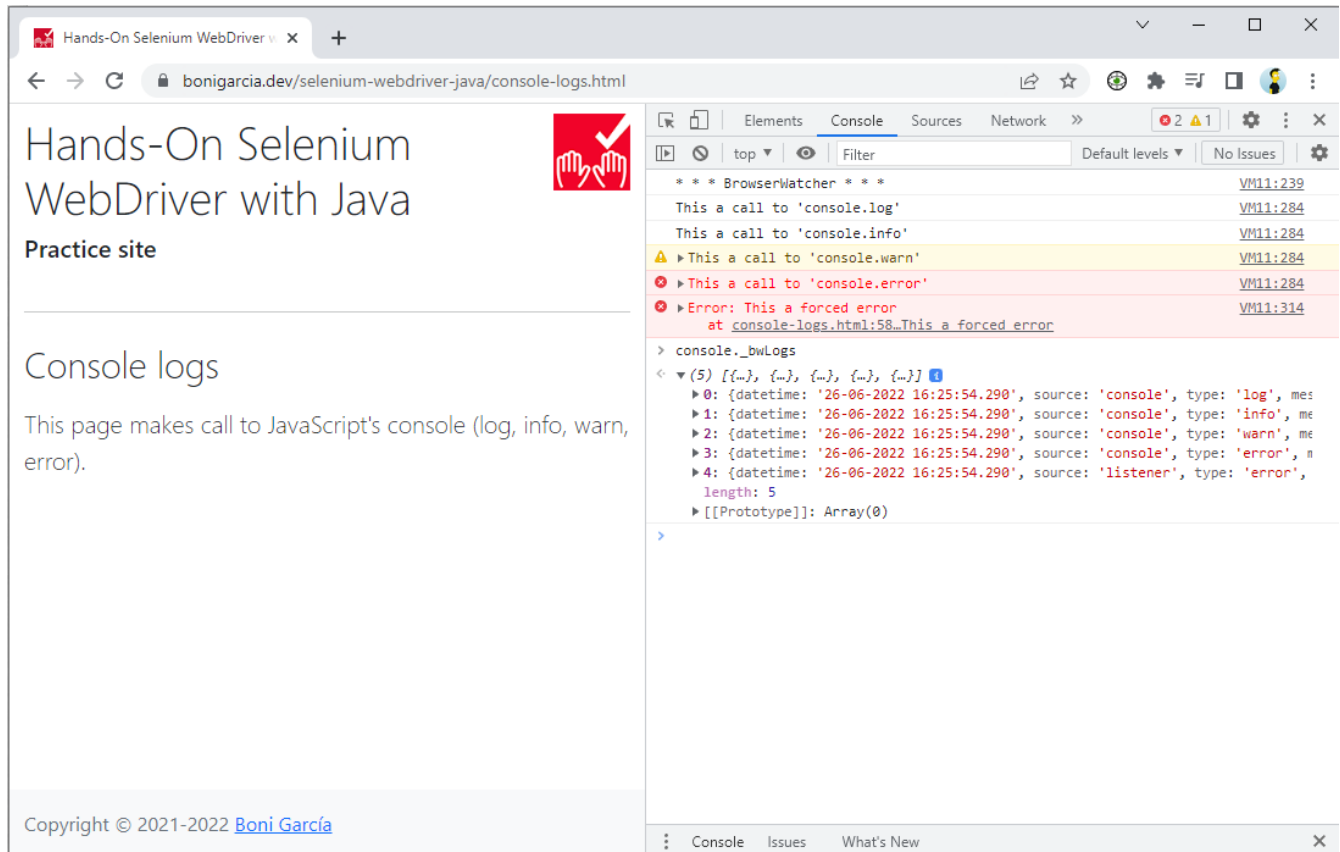 Hands-On Selenium WebDriver w
bonigarcia.dev/selenium-webdriver-java/console-logs.html
Hands-On Selenium
WebDriver with Java
Practice site
Console logs
This page makes call to JavaScript's console (log, info, warn,
error).
Copyright © 2021-2022 Boni García
Elements Console Sources Network » 2 1
top ▼ Filter Default levels ▼ No Issues
* * * BrowserWatcher * * * VM11:239
This a call to 'console.log' VM11:284
This a call to 'console.info' VM11:284
▶This a call to 'console.warn' VM11:284
▶This a call to 'console.error' VM11:284
▶Error: This a forced error VM11:314
at console-logs.html:58…This a forced error
> console._bwLogs
▼(5) [{…}, {…}, {…}, {…}, {…}] i
▶0: {datetime: '26-06-2022 16:25:54.290', source: 'console', type: 'log', mes
▶1: {datetime: '26-06-2022 16:25:54.290', source: 'console', type: 'info', me
▶2: {datetime: '26-06-2022 16:25:54.290', source: 'console', type: 'warn', me
▶3: {datetime: '26-06-2022 16:25:54.290', source: 'console', type: 'error', m
▶4: {datetime: '26-06-2022 16:25:54.290', source: 'listener', type: 'error',
length: 5
▶[[Prototype]]: Array(0)
>
Console Issues What's New